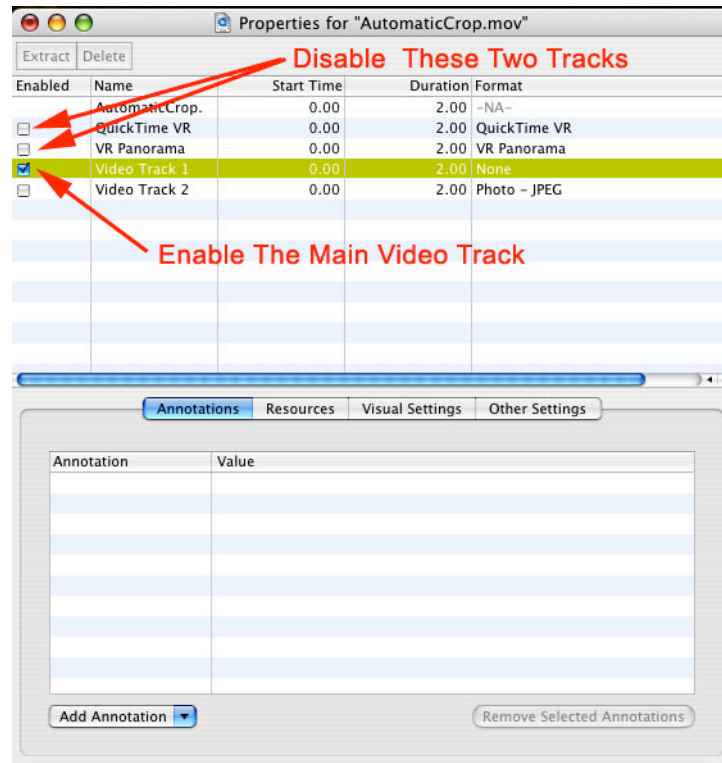 Properties for "AutomaticCrop.mov"
Extract Delete
Disable These Two Tracks
Enabled Name Start Time Duration Format
AutomaticCrop. 0.00 2.00 -NA-
QuickTime VR 0.00 2.00 QuickTime VR
VR Panorama 0.00 2.00 VR Panorama
Video Track 1 0.00 2.00 None
Video Track 2 0.00 2.00 Photo - JPEG
Enable The Main Video Track
Annotations Resources Visual Settings Other Settings
Annotation Value
Add Annotation Remove Selected Annotations